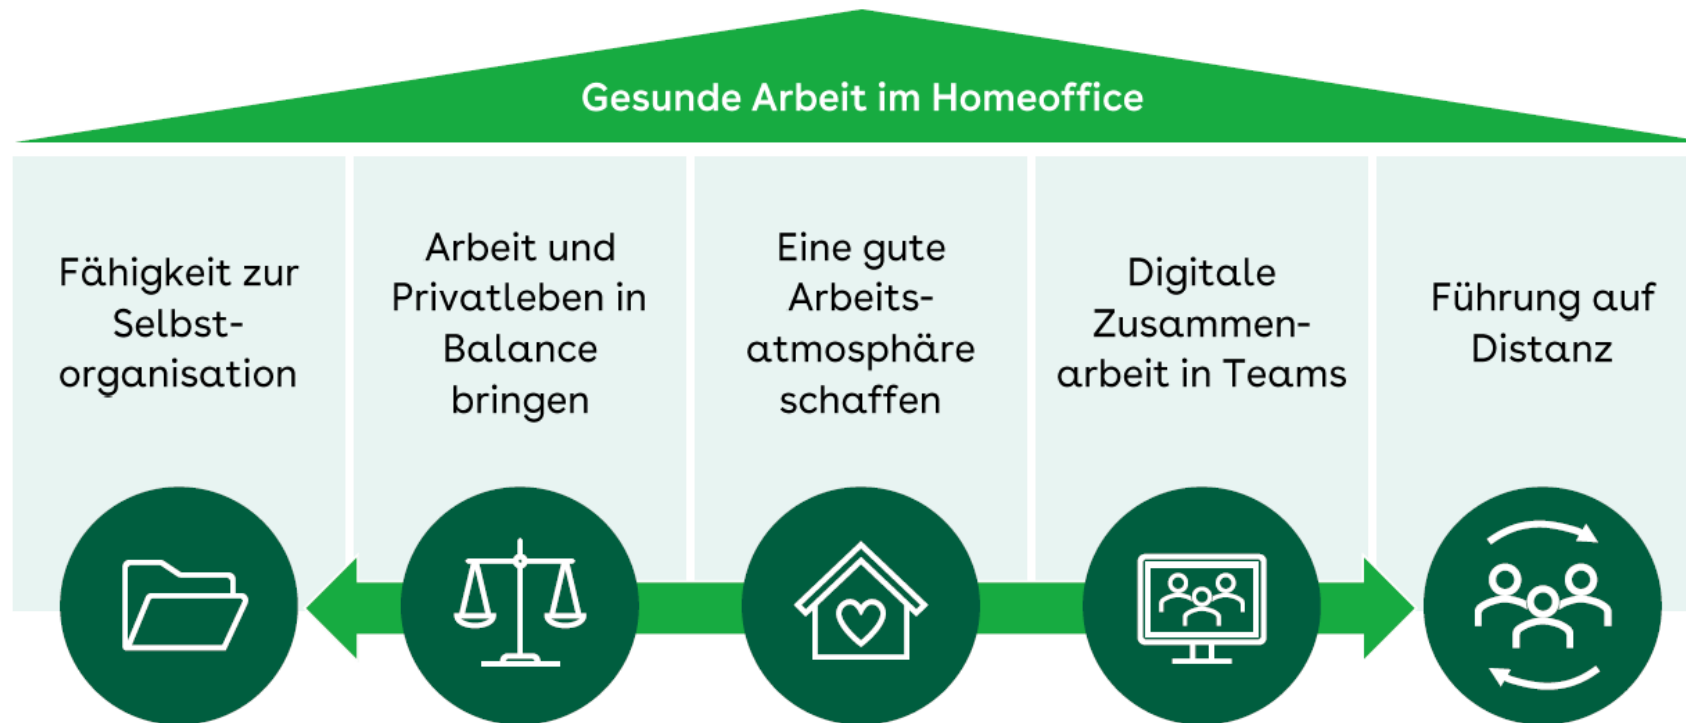 Gesunde Arbeit im Homeoffice
Fähigkeit zur
Selbst-
organisation
Arbeit und
Privatleben in
Balance
bringen
Eine gute
Arbeits-
atmosphäre
schaffen
Digitale
Zusammen-
arbeit in Teams
Führung auf
Distanz